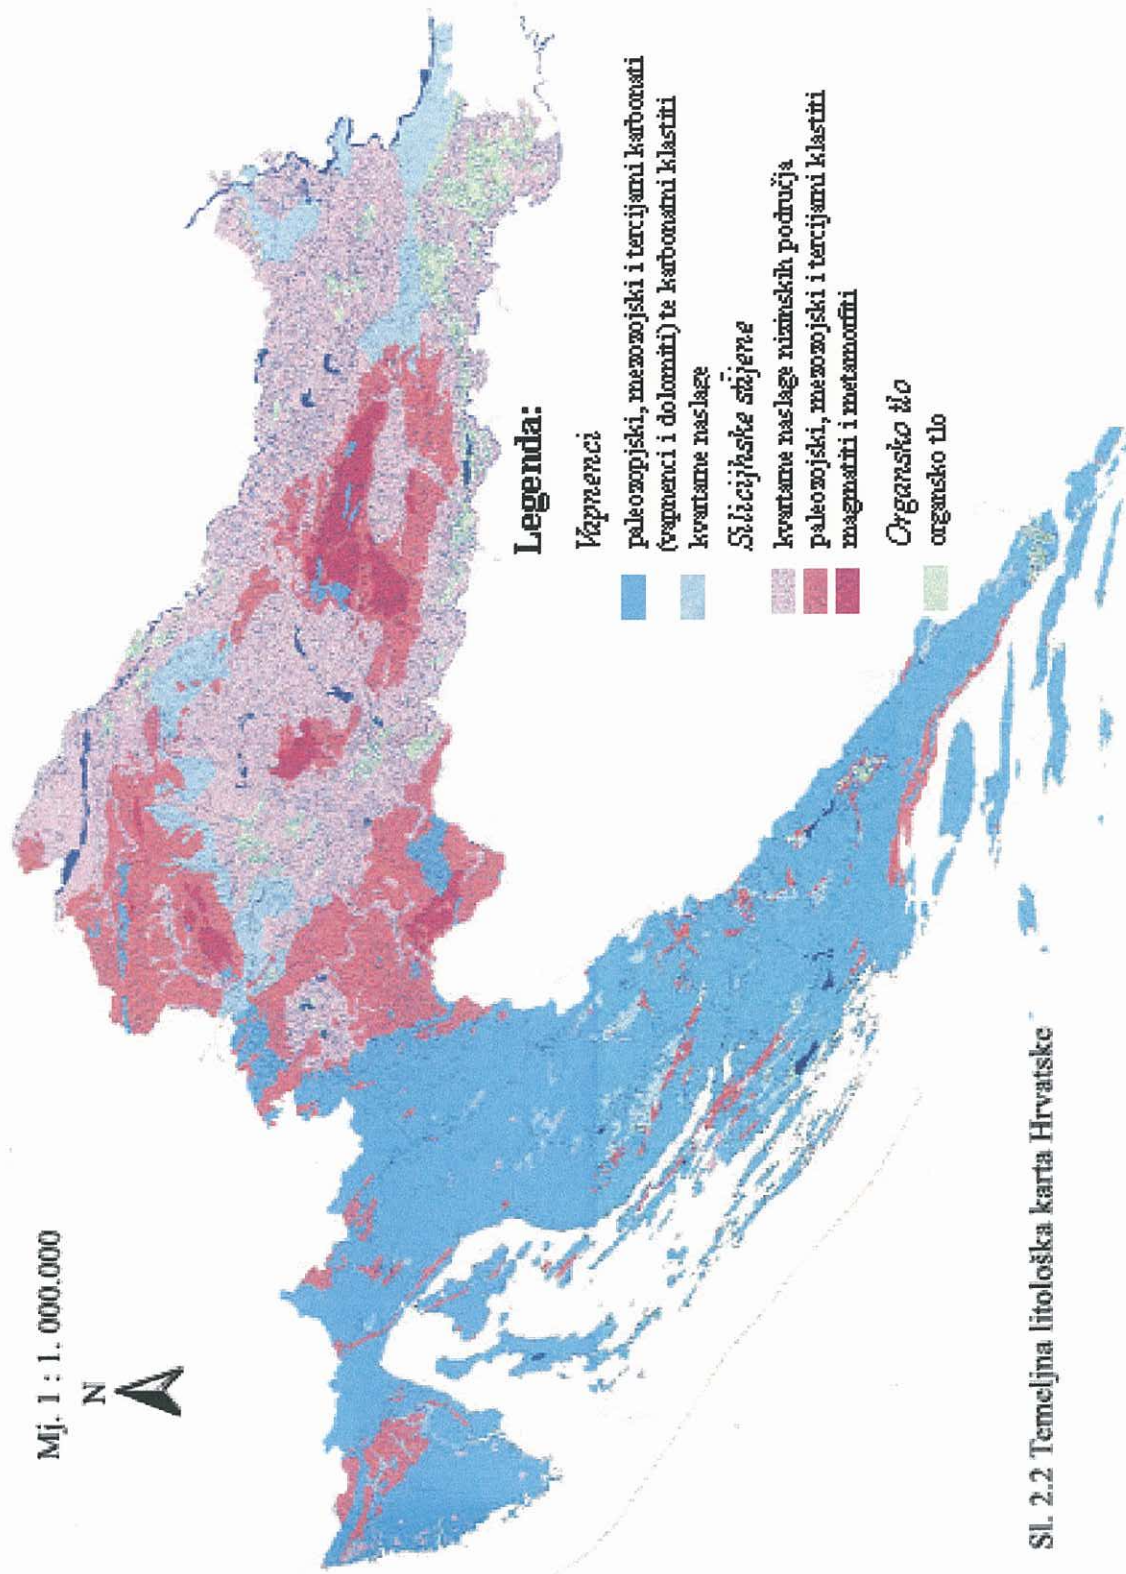 Mj. 1 : 1. 000.000
N
Legenda:
Vapnenci
paleozopjski, mezozojski i tercijarni karbonati
(vapnenci i dolomiti) te karbonatni klastiti
kvartarne naslage
Silicijhske stijene
kvartarne naslage nizinskih područja
paleozojski, mezozojski i tercijarni klastiti
magmatiti i metamorfiti
Organsko tlo
organsko tlo
Sl. 2.2 Temeljna litološka karta Hrvatske